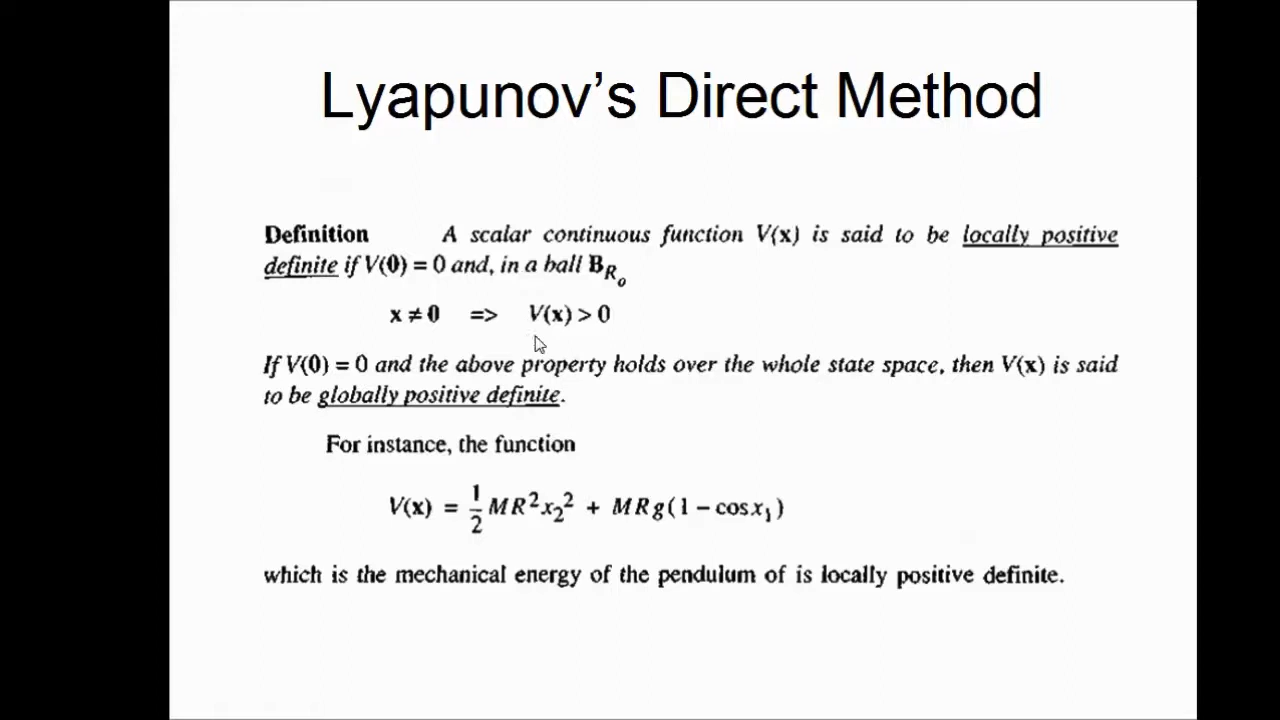 Lyapunov’s Direct Method
Definition A scalar continuous function V(x) is said to be locally positive
definite if V(0) = 0 and, in a ball B_{R_o}
x ≠ 0 => V(x) > 0
If V(0) = 0 and the above property holds over the whole state space, then V(x) is said
to be globally positive definite.
For instance, the function
V(x) = \frac{1}{2} MR^2 x_2^2 + MRg(1 − cos x_1)
which is the mechanical energy of the pendulum of is locally positive definite.